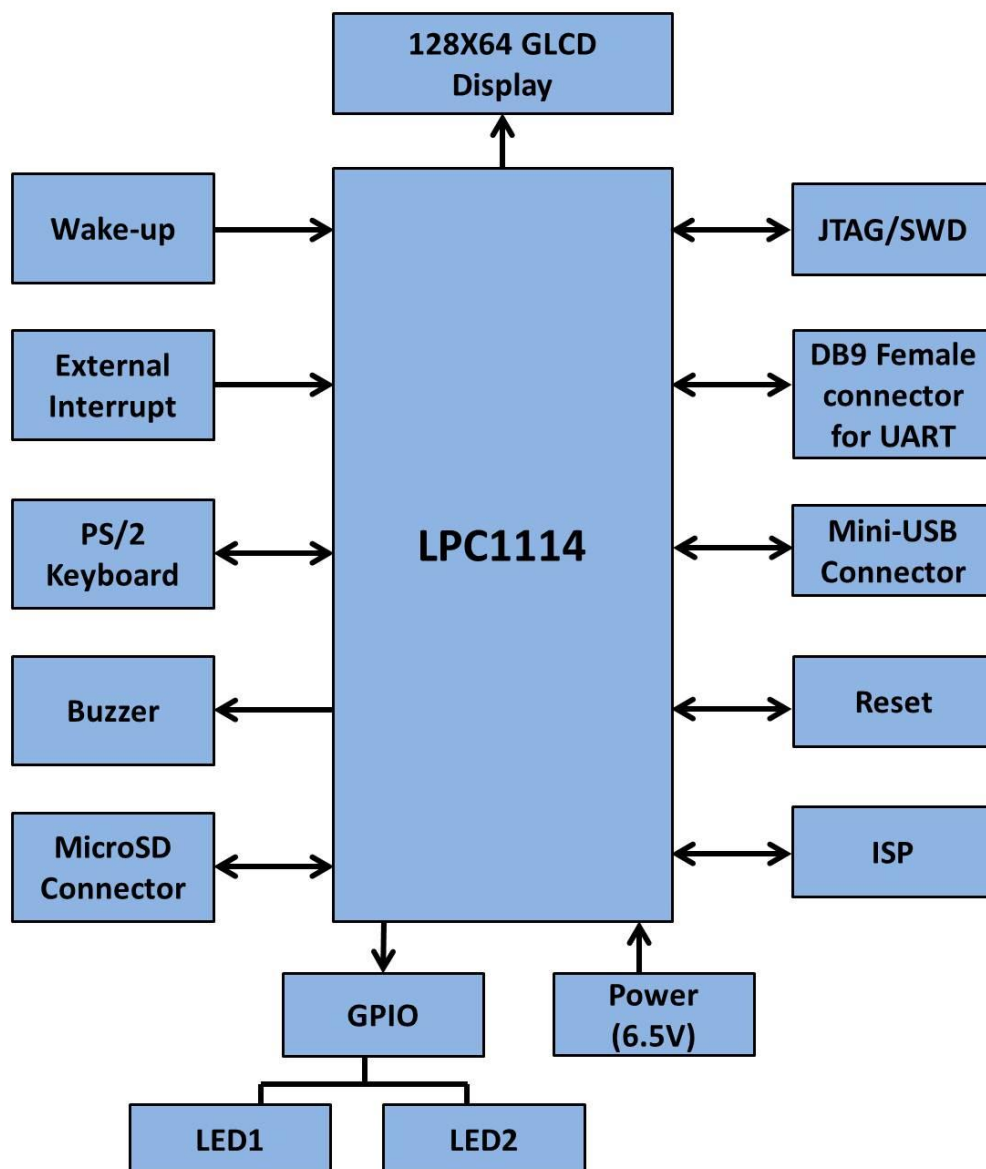 128X64 GLCD
Display
Wake-up
External
Interrupt
PS/2
Keyboard
Buzzer
MicroSD
Connector
LPC1114
JTAG/SWD
DB9 Female
connector
for UART
Mini-USB
Connector
Reset
ISP
GPIO
Power
(6.5V)
LED1
LED2